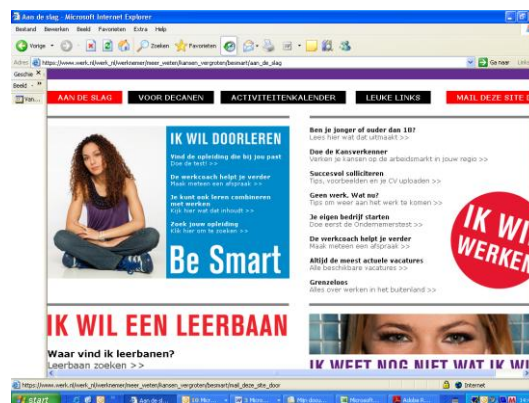 Aan de slag - Microsoft Internet Explorer
Bestand Bewerken Beeld Favorieten Extra Help
Vorige Zoeken Favorieten
Adres https://www.werk.nl/werk_nl/werknemer/meer_weten/kansen_vergroten/besmart/aan_de_slag Ga naar
Geschie X
Beeld
AAN DE SLAG VOOR DECANEN ACTIVITEITENKALENDER LEUKE LINKS MAIL DEZE SITE
IK WIL DOORLEREN
Vind de opleiding die bij jou past
Doe de test! >>
De werkcoach helpt je verder
Maak meteen een afspraak >>
Je kunt ook leren combineren
met werken
Kijk hier wat dat inhoudt >>
Zoek jouw opleiding
Klik hier om te zoeken >>
Be Smart
Ben je jonger of ouder dan 18?
Lees hier wat dat uitmaakt >>
Doe de Kansverkenner
Verken je kansen op de arbeidsmarkt in jouw regio >>
Succesvol solliciteren
Tips, voorbeelden en je CV uploaden >>
Geen werk. Wat nu?
Tips om weer aan het werk te komen >>
Je eigen bedrijf starten
Doe eerst de Ondernemerstest >>
De werkcoach helpt je verder
Maak meteen een afspraak >>
Altijd de meest actuele vacatures
Alle beschikbare vacatures >>
Grenzeloos
Alles over werken in het buitenland >>
IK WI
WERKEN
IK WIL EEN LEERBAAN
Waar vind ik leerbanen?
Leerbaan zoeken >>
IK WEET NOG NIET WAT IK WI
https://www.werk.nl/werk_nl/werknemer/meer_weten/kansen_vergroten/besmart/mail_deze_site_door Internet
start Aan de sl...